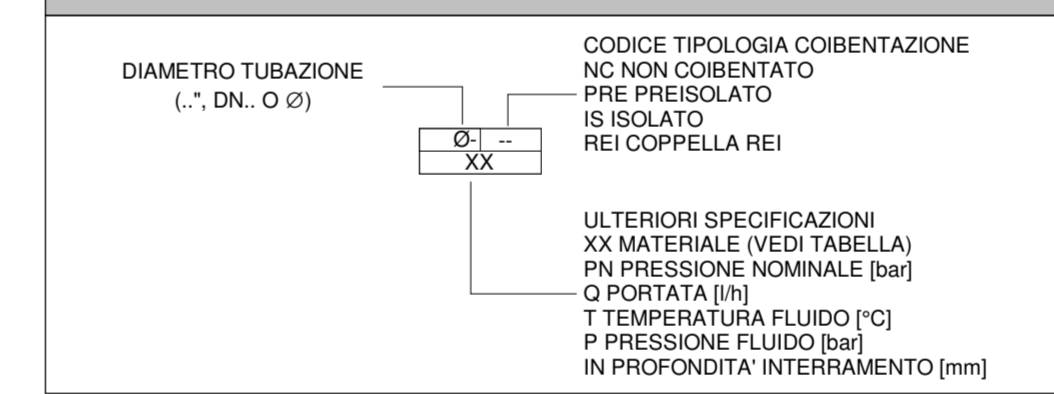 DIAMETRO TUBAZIONE
(..", DN.. O Ø)
CODICE TIPOLOGIA COIBENTAZIONE
NC NON COIBENTATO
PRE PREISOLATO
IS ISOLATO
REI COPPELLA REI
Ø- --
XX
ULTERIORI SPECIFICAZIONI
XX MATERIALE (VEDI TABELLA)
PN PRESSIONE NOMINALE [bar]
Q PORTATA [l/h]
T TEMPERATURA FLUIDO [°C]
P PRESSIONE FLUIDO [bar]
IN PROFONDITA' INTERRAMENTO [mm]